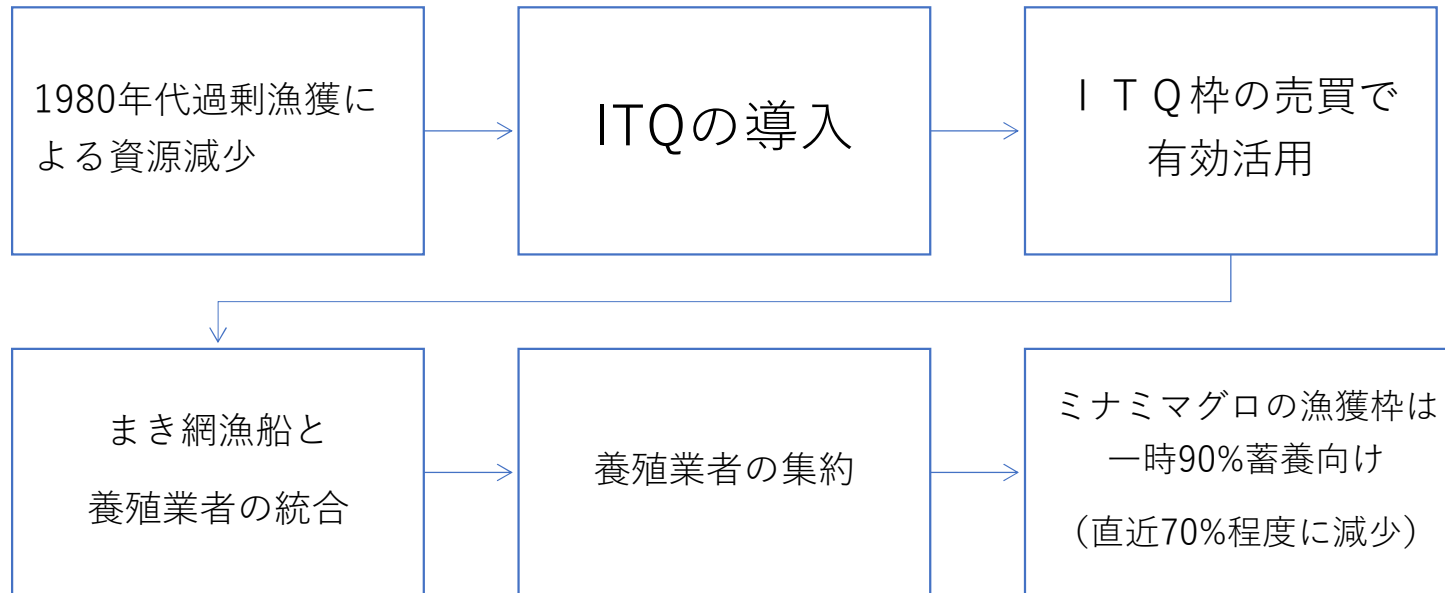 1980年代過剰漁獲に
よる資源減少
ITQの導入
ＩＴＱ枠の売買で
有効活用
まき網漁船と
養殖業者の統合
養殖業者の集約
ミナミマグロの漁獲枠は
一時90%蓄養向け
（直近70%程度に減少）